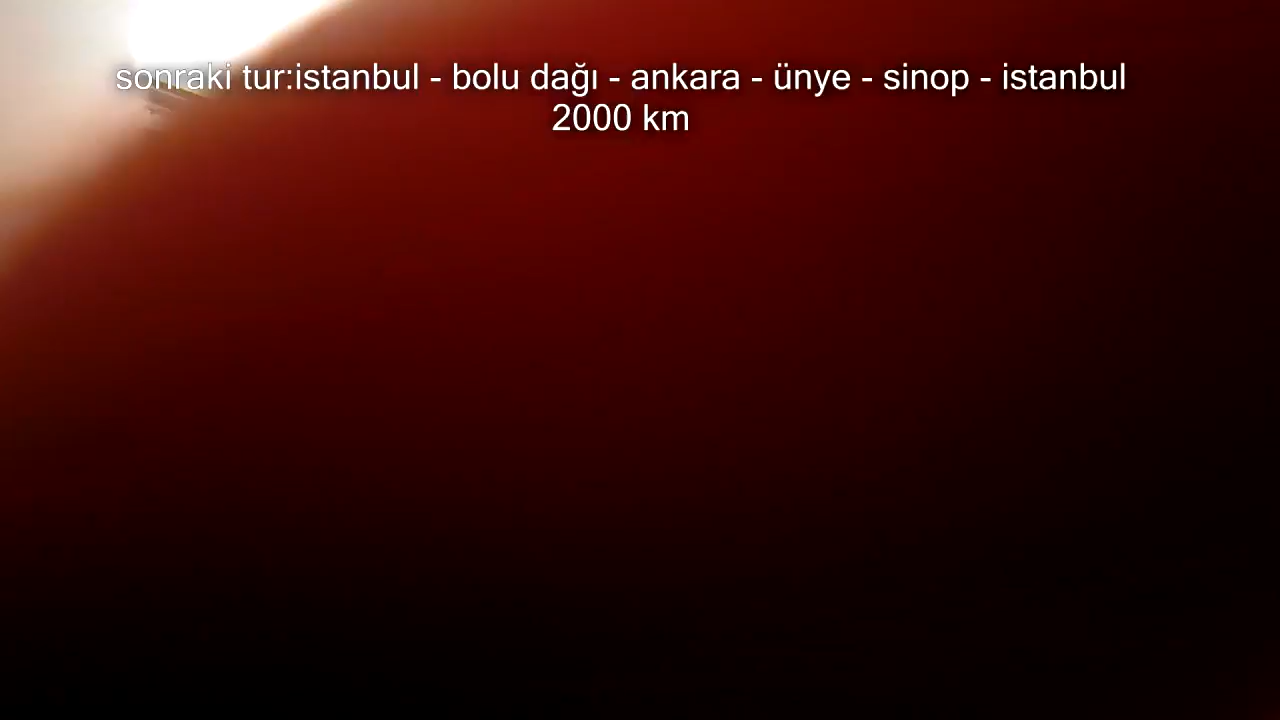 sonraki tur:istanbul - bolu dağı - ankara - ünye - sinop - istanbul
2000 km